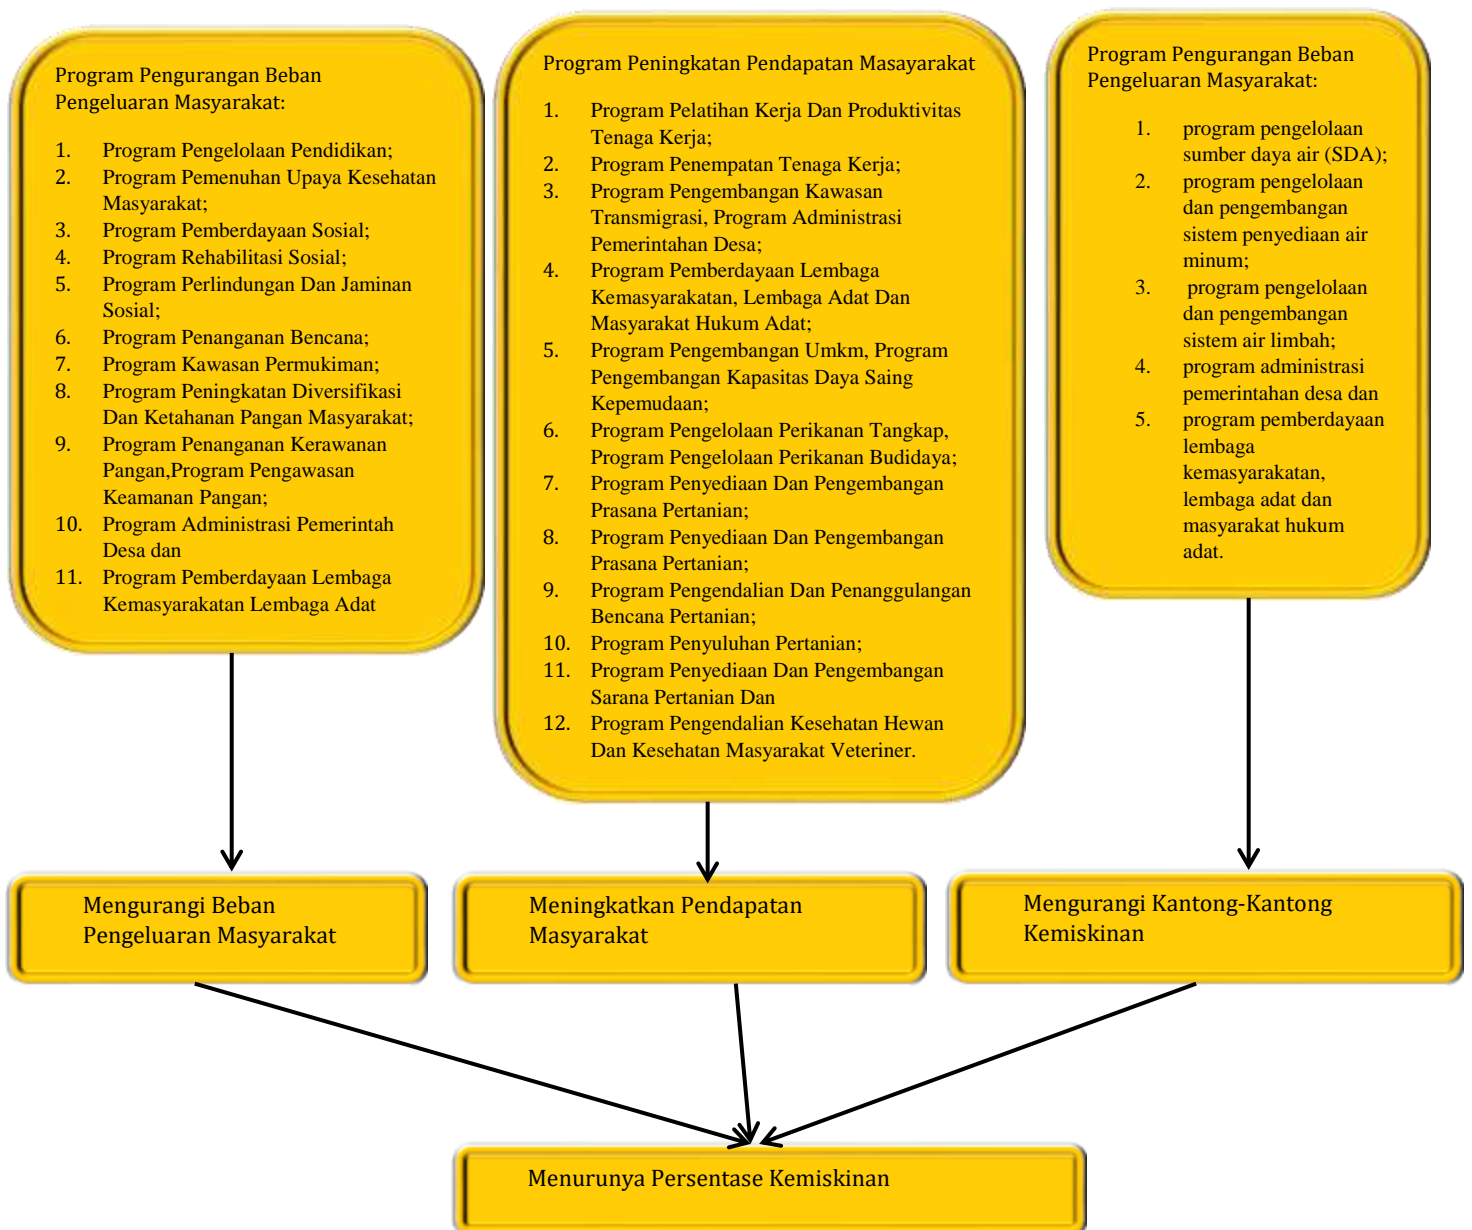 Program Pengurangan Beban
Pengeluaran Masyarakat:
1. Program Pengelolaan Pendidikan;
2. Program Pemenuhan Upaya Kesehatan
Masyarakat;
3. Program Pemberdayaan Sosial;
4. Program Rehabilitasi Sosial;
5. Program Perlindungan Dan Jaminan
Sosial;
6. Program Penanganan Bencana;
7. Program Kawasan Permukiman;
8. Program Peningkatan Diversifikasi
Dan Ketahanan Pangan Masyarakat;
9. Program Penanganan Kerawanan
Pangan,Program Pengawasan
Keamanan Pangan;
10. Program Administrasi Pemerintah
Desa dan
11. Program Pemberdayaan Lembaga
Kemasyarakatan Lembaga Adat
Program Peningkatan Pendapatan Masayarakat
1. Program Pelatihan Kerja Dan Produktivitas
Tenaga Kerja;
2. Program Penempatan Tenaga Kerja;
3. Program Pengembangan Kawasan
Transmigrasi, Program Administrasi
Pemerintahan Desa;
4. Program Pemberdayaan Lembaga
Kemasyarakatan, Lembaga Adat Dan
Masyarakat Hukum Adat;
5. Program Pengembangan Umkm, Program
Pengembangan Kapasitas Daya Saing
Kepemudaan;
6. Program Pengelolaan Perikanan Tangkap,
Program Pengelolaan Perikanan Budidaya;
7. Program Penyediaan Dan Pengembangan
Prasana Pertanian;
8. Program Penyediaan Dan Pengembangan
Prasana Pertanian;
9. Program Pengendalian Dan Penanggulangan
Bencana Pertanian;
10. Program Penyuluhan Pertanian;
11. Program Penyediaan Dan Pengembangan
Sarana Pertanian Dan
12. Program Pengendalian Kesehatan Hewan
Dan Kesehatan Masyarakat Veteriner.
Program Pengurangan Beban
Pengeluaran Masyarakat:
1. program pengelolaan
sumber daya air (SDA);
2. program pengelolaan
dan pengembangan
sistem penyediaan air
minum;
3. program pengelolaan
dan pengembangan
sistem air limbah;
4. program administrasi
pemerintahan desa dan
5. program pemberdayaan
lembaga
kemasyarakatan,
lembaga adat dan
masyarakat hukum
adat.
Mengurangi Beban
Pengeluaran Masyarakat
Meningkatkan Pendapatan
Masyarakat
Mengurangi Kantong-Kantong
Kemiskinan
Menurunya Persentase Kemiskinan